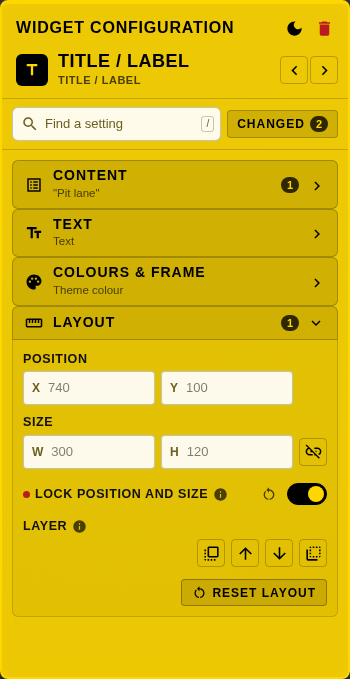 WIDGET CONFIGURATION
T
TITLE / LABEL
TITLE / LABEL
Find a setting
/
CHANGED 2
CONTENT
"Pit lane"
1
TEXT
Text
COLOURS & FRAME
Theme colour
LAYOUT
1
POSITION
X 740
Y 100
SIZE
W 300
H 120
LOCK POSITION AND SIZE
LAYER
RESET LAYOUT